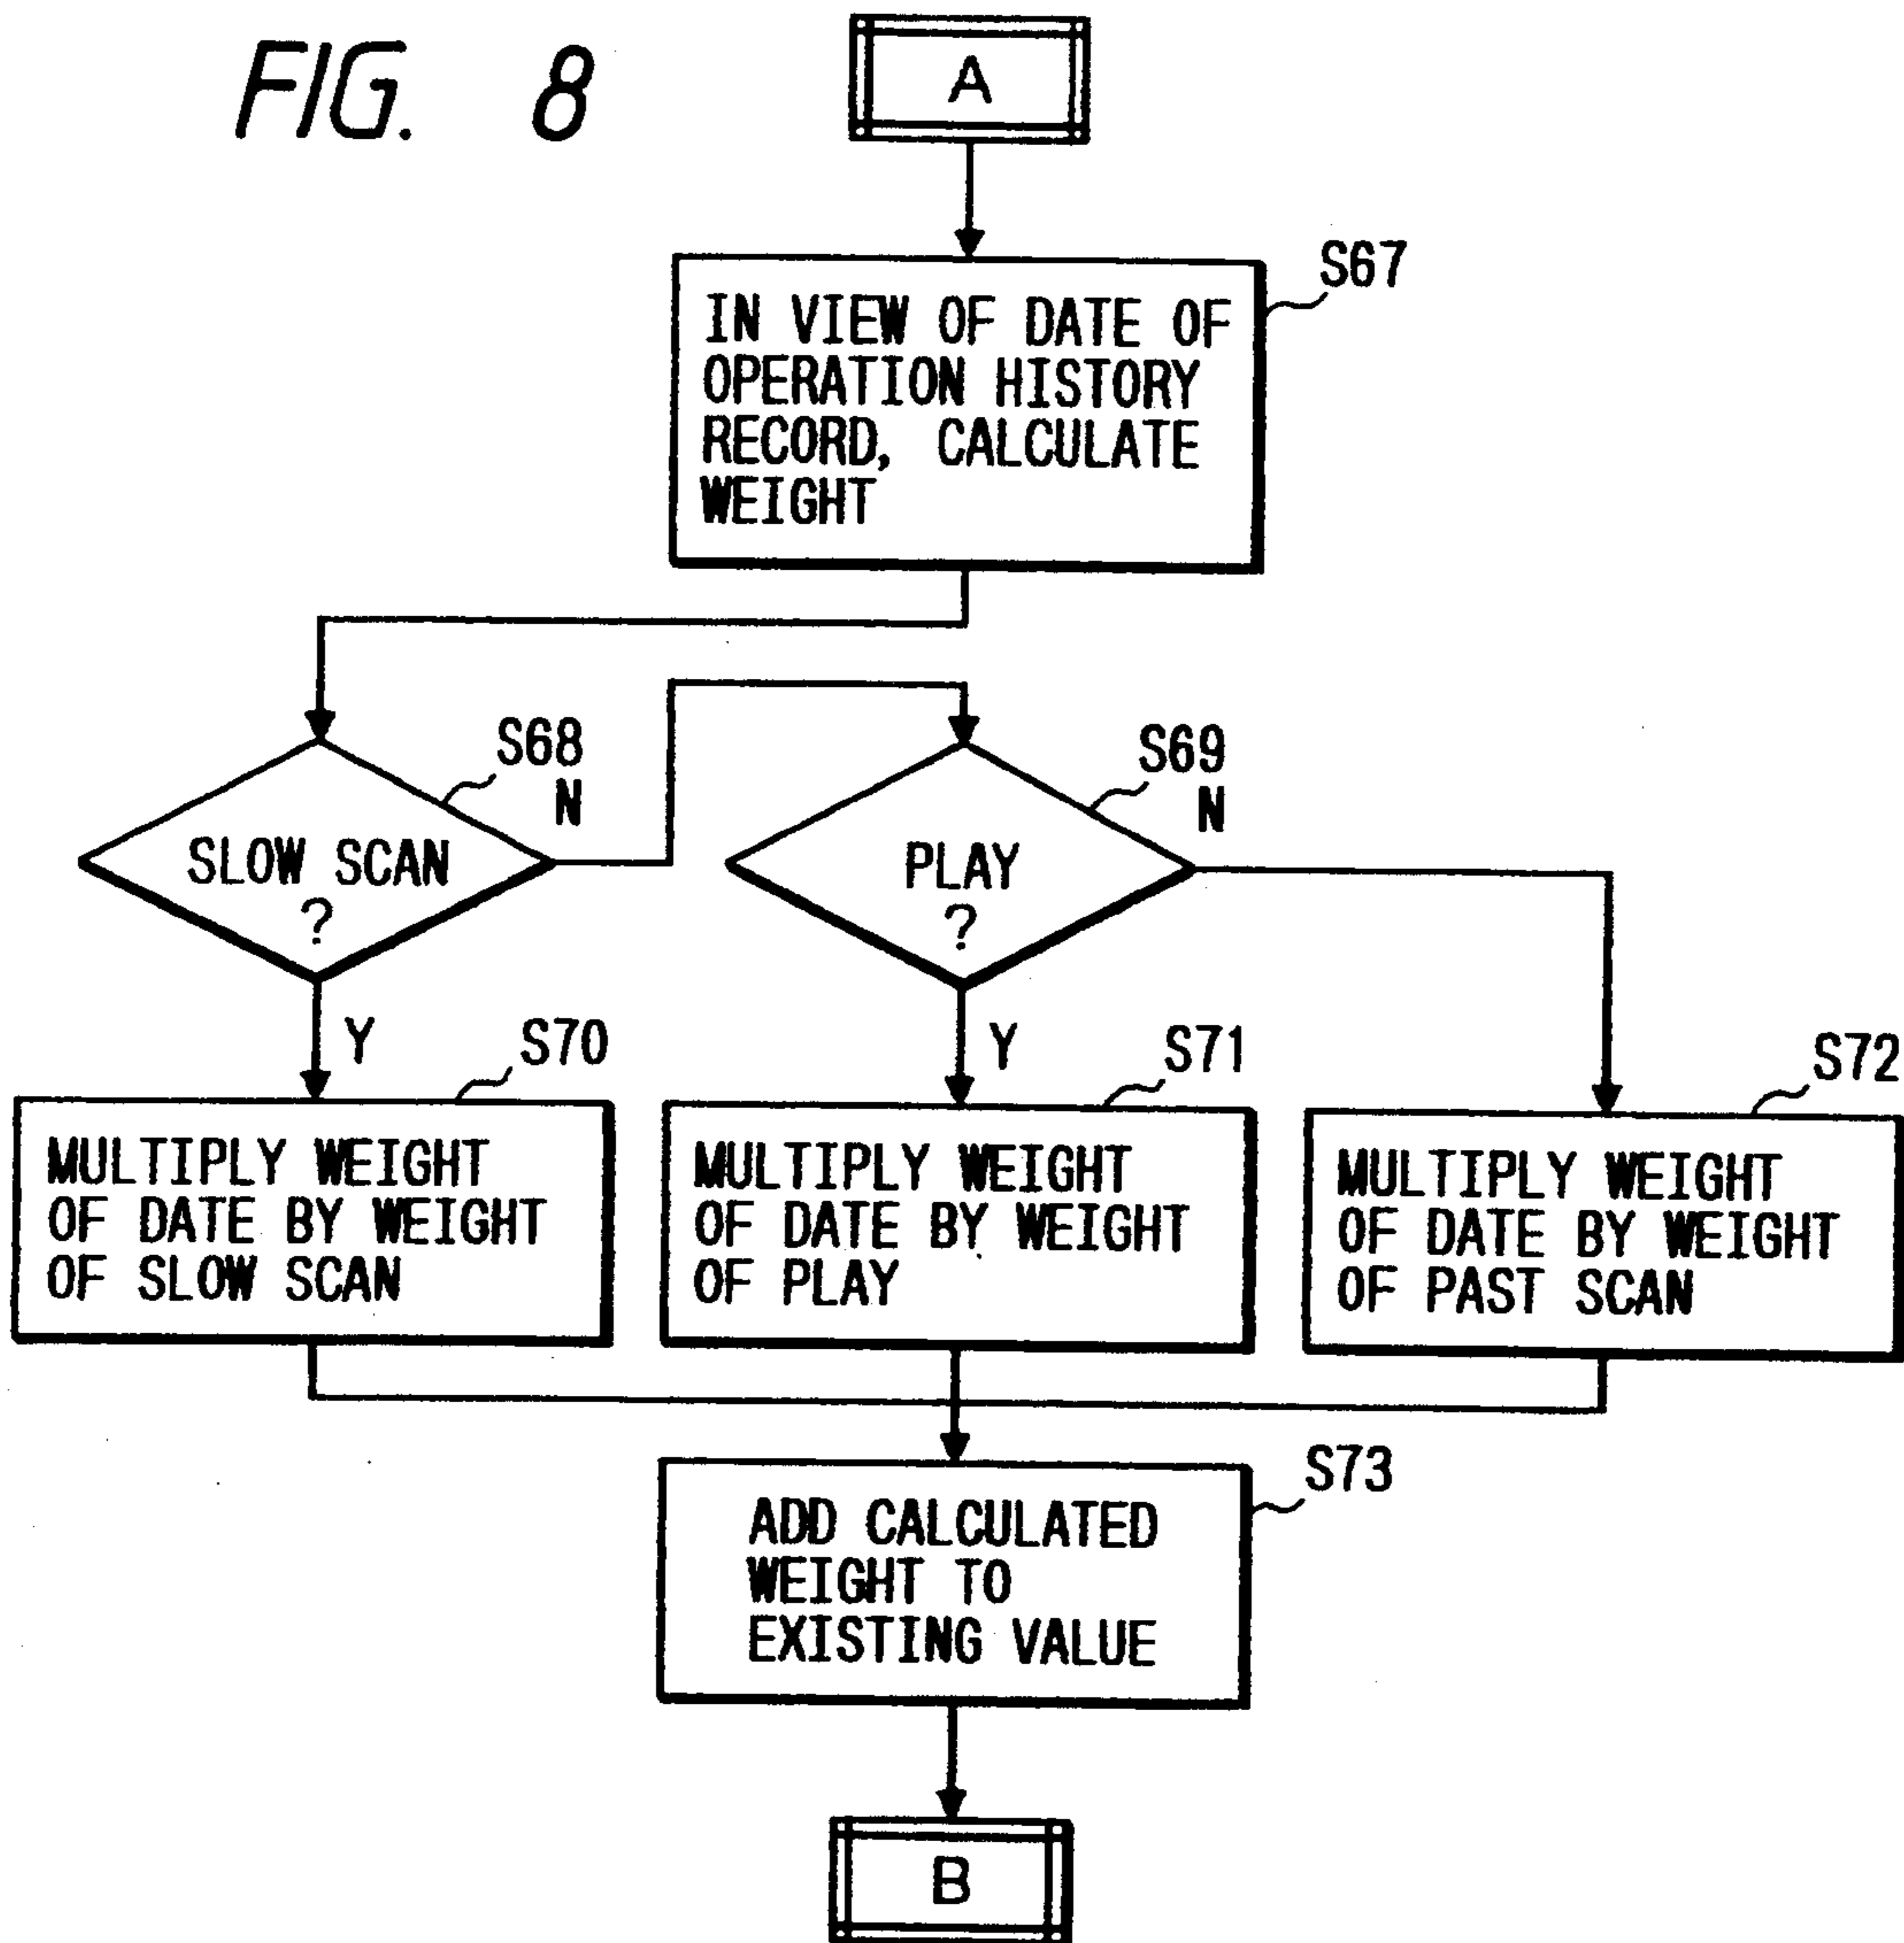 FIG. 8
A
S67
IN VIEW OF DATE OF
OPERATION HISTORY
RECORD, CALCULATE
WEIGHT
S68
N
SLOW SCAN
?
Y
S69
N
PLAY
?
Y
S70
MULTIPLY WEIGHT
OF DATE BY WEIGHT
OF SLOW SCAN
S71
MULTIPLY WEIGHT
OF DATE BY WEIGHT
OF PLAY
S72
MULTIPLY WEIGHT
OF DATE BY WEIGHT
OF PAST SCAN
S73
ADD CALCULATED
WEIGHT TO
EXISTING VALUE
B